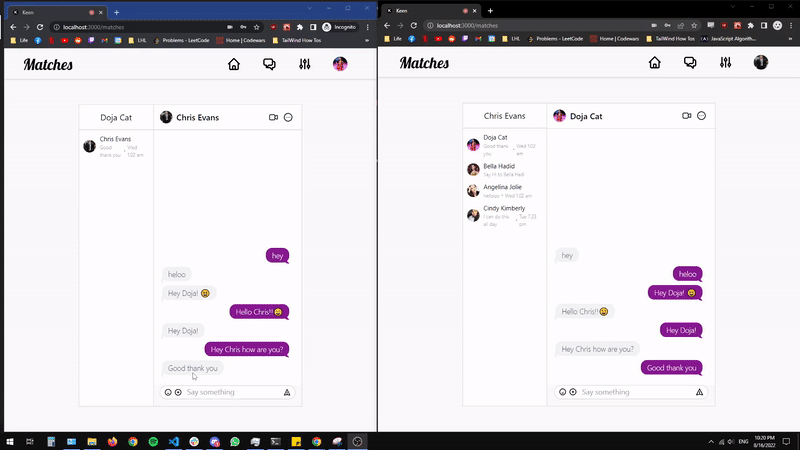 Keen
localhost:3000/matches
Incognito
Life
LHL
Problems - LeetCode
Home | Codewars
TailWind How Tos
Matches
Doja Cat
Chris Evans
Chris Evans
Good thank you
Wed 1:02 am
hey
heloo
Hey Doja! 😄
Hello Chris!!😄
Hey Doja!
Hey Chris how are you?
Good thank you
Say something
Keen
localhost:3000/matches
Life
LHL
Problems - LeetCode
Home | Codewars
TailWind How Tos
JavaScript Algorith...
Matches
Chris Evans
Doja Cat
Doja Cat
Good thank you
Wed 1:02 am
Bella Hadid
Say Hi to Bella Hadi
Angelina Jolie
Helooo • Wed 1:02 am
Cindy Kimberly
I can do this all day
Tue 7:23 pm
hey
heloo
Hey Doja! 😄
Hello Chris!!😄
Hey Doja!
Hey Chris how are you?
Good thank you
Say something
ENG
10:20 PM
8/16/2022